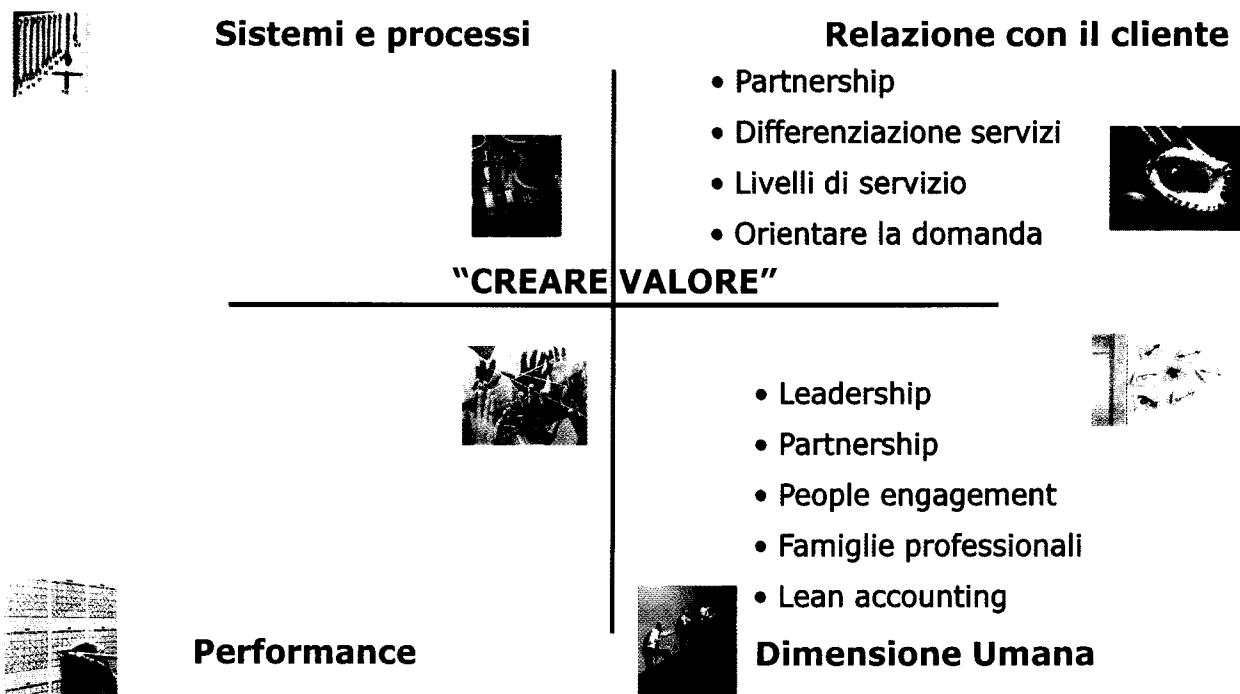 Sistemi e processi
Relazione con il cliente
• Partnership
• Differenziazione servizi
• Livelli di servizio
• Orientare la domanda
“CREARE VALORE”
• Leadership
• Partnership
• People engagement
• Famiglie professionali
• Lean accounting
Performance
Dimensione Umana